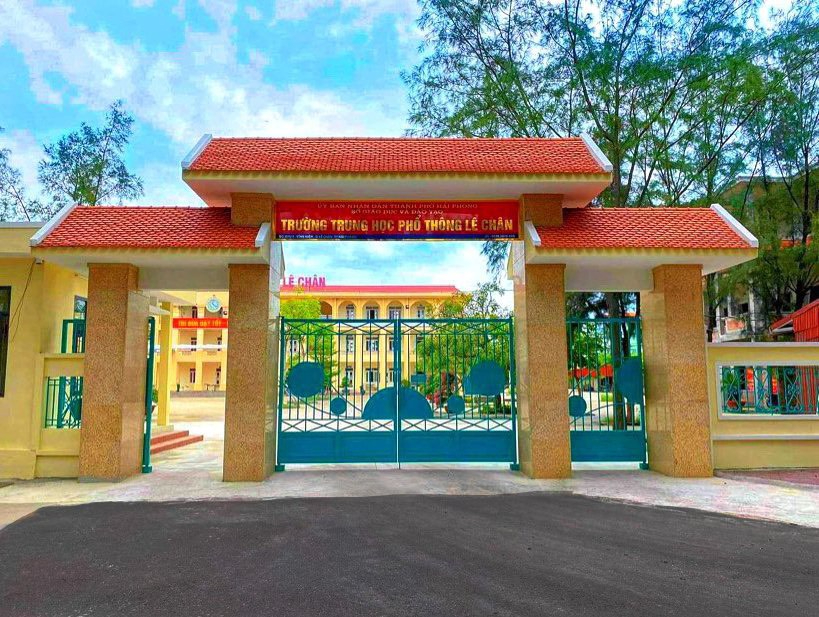 ỦY BAN NHÂN DÂN THÀNH PHỐ HẢI PHÒNG
SỞ GIÁO DỤC VÀ ĐÀO TẠO
TRƯỜNG TRUNG HỌC PHỔ THÔNG LÊ CHÂN
LÊ CHÂN